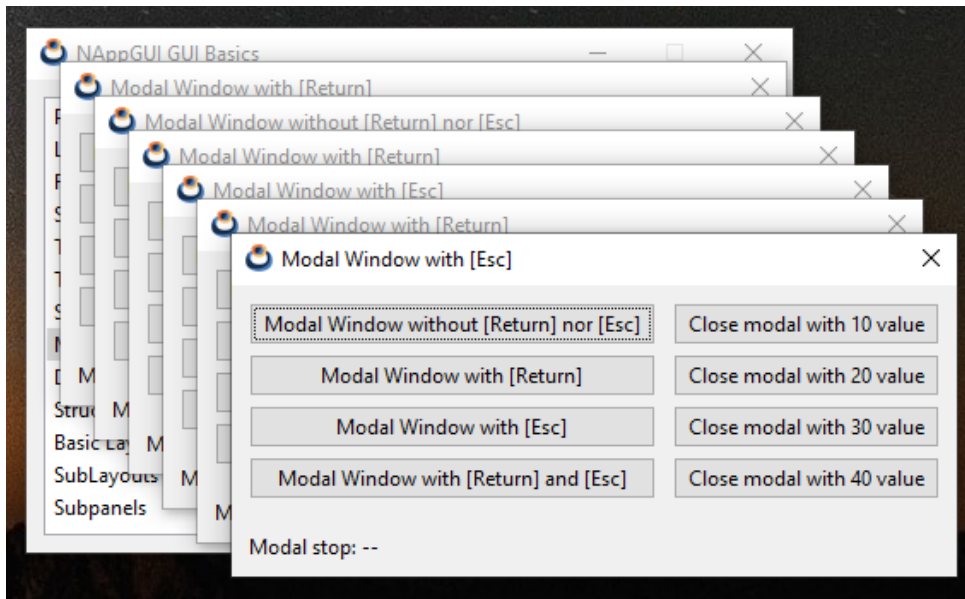 NAppGUI GUI Basics
Modal Window with [Return]
Modal Window without [Return] nor [Esc]
Modal Window with [Return]
Modal Window with [Esc]
Modal Window with [Return]
Modal Window with [Esc]
Modal Window without [Return] nor [Esc] Close modal with 10 value
Modal Window with [Return] Close modal with 20 value
Modal Window with [Esc] Close modal with 30 value
Modal Window with [Return] and [Esc] Close modal with 40 value
Modal stop: --
Basic
SubLayouts
Subpanels